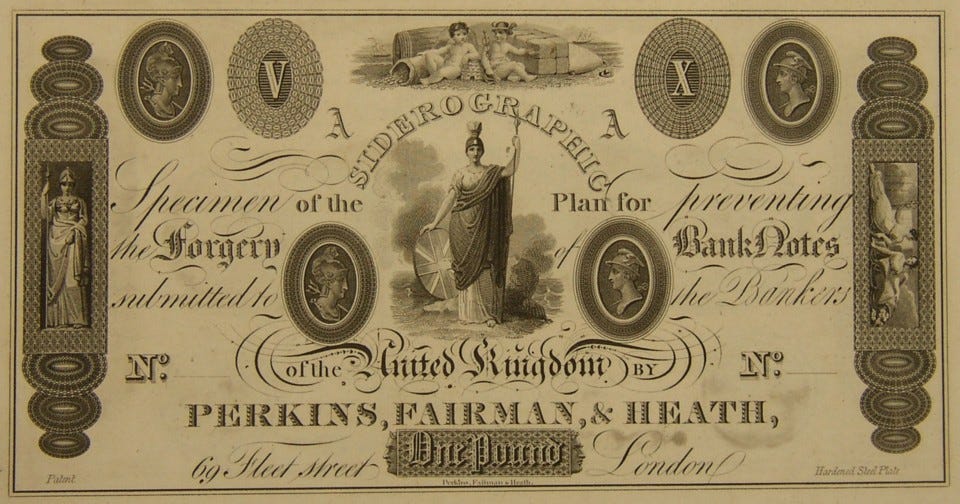 V X
A SIDEROGRAPHIC A
Specimen of the Plan for preventing
the Forgery of Bank Notes
submitted to the Bankers
No. of the United Kingdom BY No.
PERKINS, FAIRMAN, & HEATH,
69 Fleet street One Pound London
Patent Perkins, Fairman & Heath. Hardened Steel Plate